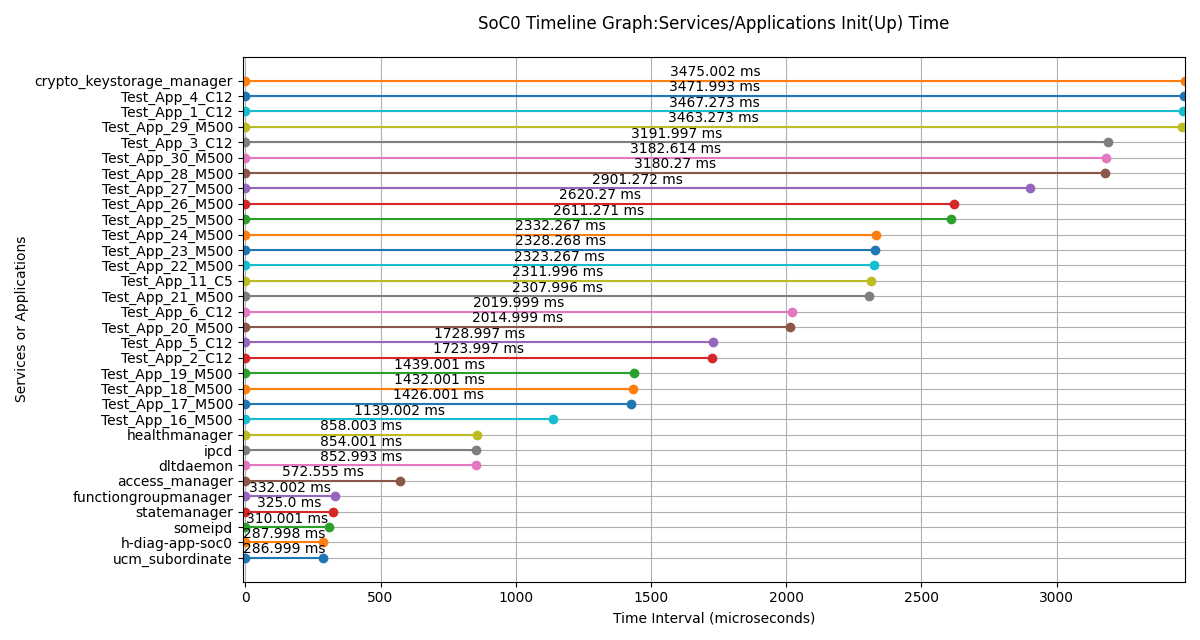 SoC0 Timeline Graph:Services/Applications Init(Up) Time
3475.002 ms
crypto_keystorage_manager
3471.993 ms
Test_App_4_C12
3467.273 ms
Test_App_1_C12
3463.273 ms
Test_App_29_M500
3191.997 ms
Test_App_3_C12
3182.614 ms
Test_App_30_M500
3180.27 ms
Test_App_28_M500
2901.272 ms
Test_App_27_M500
2620.27 ms
Test_App_26_M500
2611.271 ms
Test_App_25_M500
2332.267 ms
Test_App_24_M500
2328.268 ms
Test_App_23_M500
2323.267 ms
Test_App_22_M500
2311.996 ms
Test_App_11_C5
2307.996 ms
Test_App_21_M500
2019.999 ms
Test_App_6_C12
2014.999 ms
Test_App_20_M500
1728.997 ms
Test_App_5_C12
1723.997 ms
Test_App_2_C12
1439.001 ms
Test_App_19_M500
1432.001 ms
Test_App_18_M500
1426.001 ms
Test_App_17_M500
1139.002 ms
Test_App_16_M500
858.003 ms
healthmanager
854.001 ms
ipcd
852.993 ms
dltdaemon
572.555 ms
access_manager
332.002 ms
functiongroupmanager
325.0 ms
statemanager
310.001 ms
someipd
287.998 ms
h-diag-app-soc0
286.999 ms
ucm_subordinate
Services or Applications
0 500 1000 1500 2000 2500 3000
Time Interval (microseconds)